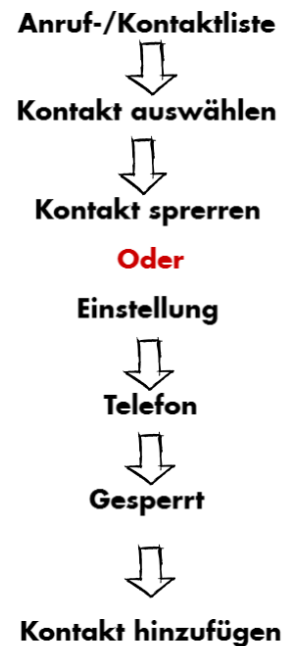 Anruf-/Kontaktliste
Kontakt auswählen
Kontakt sprerren
Oder
Einstellung
Telefon
Gesperrt
Kontakt hinzufügen